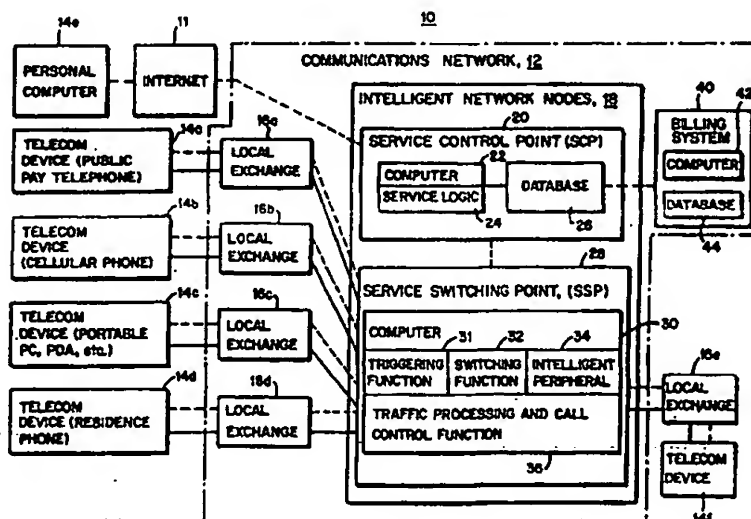 10
14e
11
COMMUNICATIONS NETWORK, 12
PERSONAL
COMPUTER
INTERNET
INTELLIGENT NETWORK NODES, 18
40
42
BILLING
SYSTEM
COMPUTER
DATABASE
44
20
SERVICE CONTROL POINT (SCP)
22
COMPUTER
SERVICE LOGIC
24
DATABASE
26
14a
TELECOM
DEVICE (PUBLIC
PAY TELEPHONE)
16a
LOCAL
EXCHANGE
14b
TELECOM
DEVICE
(CELLULAR PHONE)
16b
LOCAL
EXCHANGE
28
SERVICE SWITCHING POINT, (SSP)
14c
TELECOM
DEVICE (PORTABLE
PC, PDA, etc.)
16c
LOCAL
EXCHANGE
COMPUTER
30
31
32
34
TRIGGERING
FUNCTION
SWITCHING
FUNCTION
INTELLIGENT
PERIPHERAL
14d
TELECOM
DEVICE (RESIDENCE
PHONE)
16d
LOCAL
EXCHANGE
TRAFFIC PROCESSING AND CALL
CONTROL FUNCTION
36
16e
LOCAL
EXCHANGE
TELECOM
DEVICE